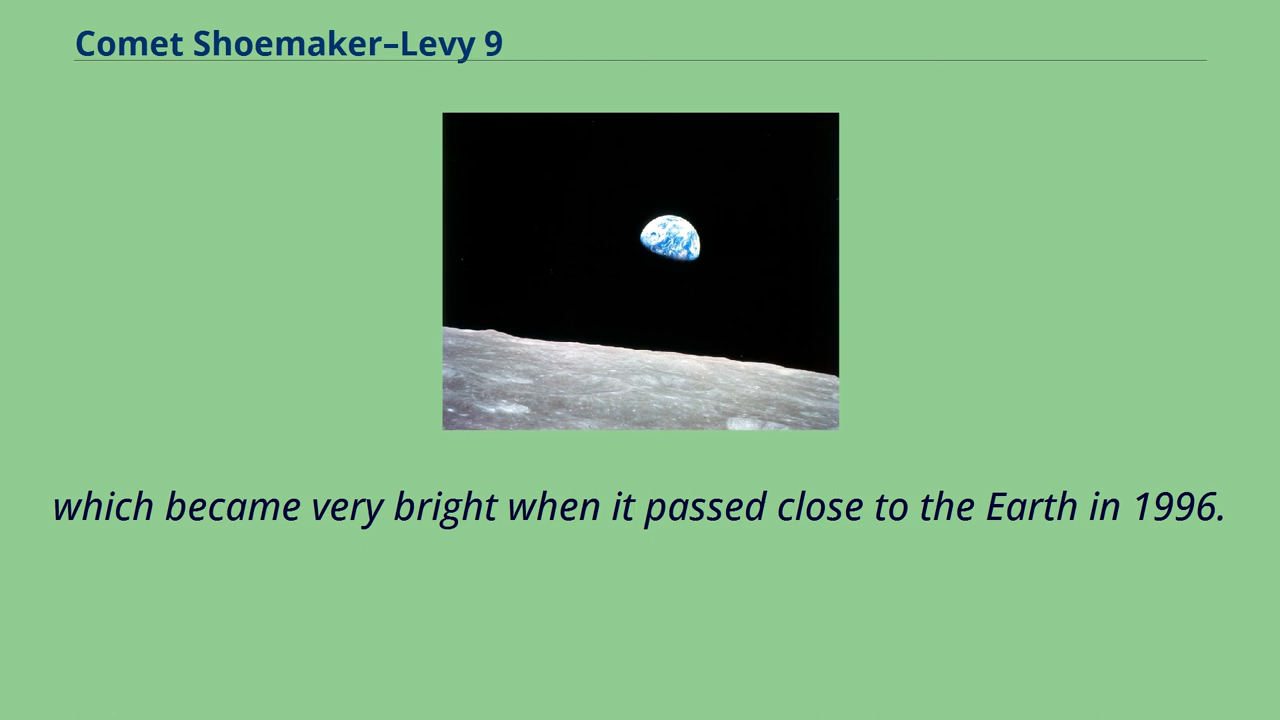 Comet Shoemaker–Levy 9
which became very bright when it passed close to the Earth in 1996.